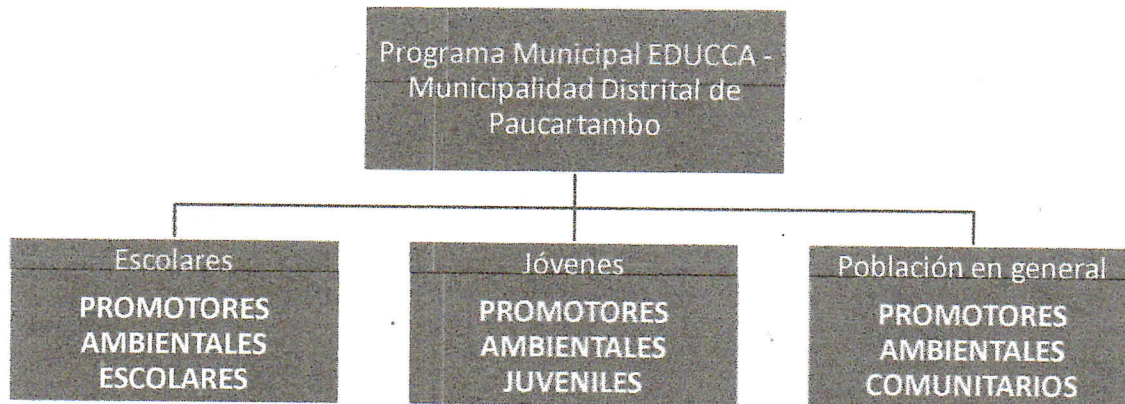 Programa Municipal EDUCCA -
Municipalidad Distrital de
Paucartambo
Escolares
PROMOTORES
AMBIENTALES
ESCOLARES
Jóvenes
PROMOTORES
AMBIENTALES
JUVENILES
Población en general
PROMOTORES
AMBIENTALES
COMUNITARIOS